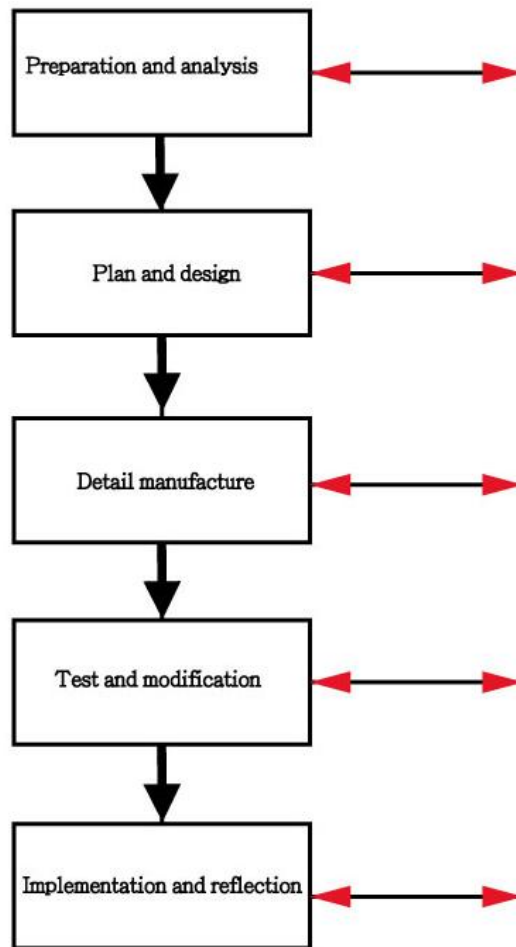 Preparation and analysis
Plan and design
Detail manufacture
Test and modification
Implementation and reflection